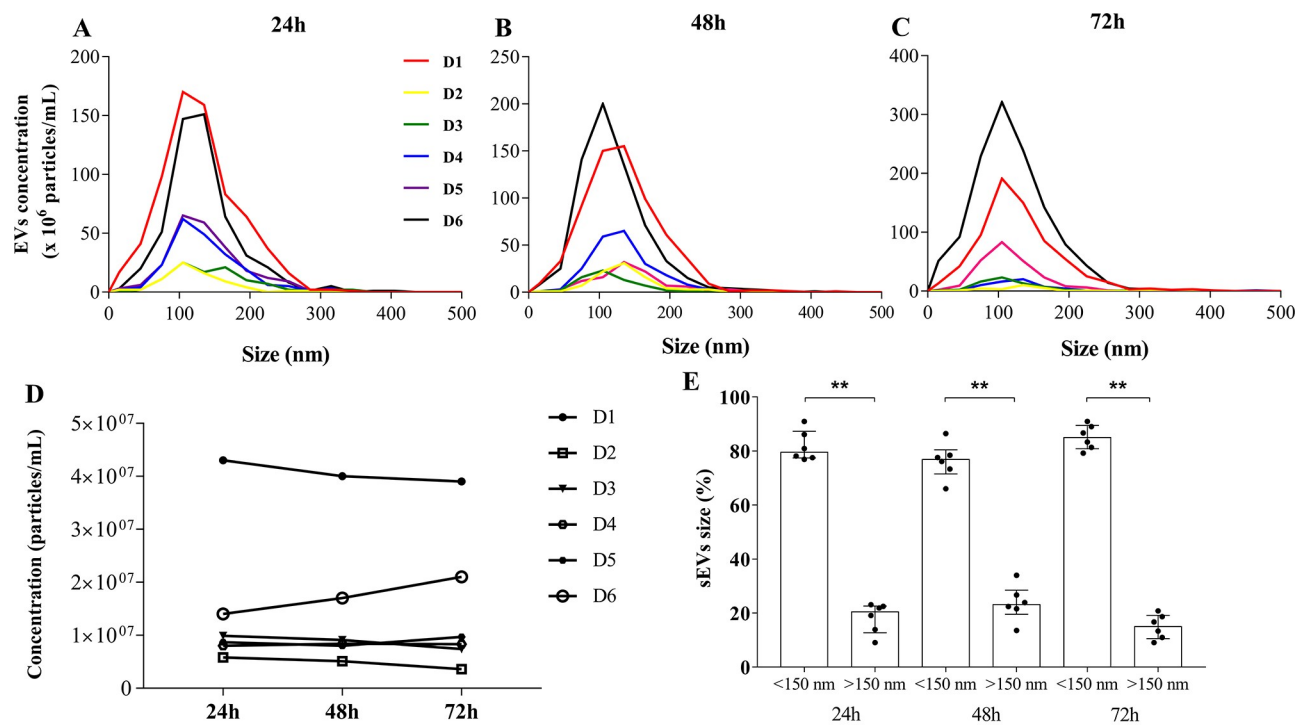 A
24h
B
48h
C
72h
EVs concentration
(x 10⁶ particles/mL)
200
150
100
50
0
0 100 200 300 400 500
Size (nm)
D1
D2
D3
D4
D5
D6
250
200
150
100
50
0
0 100 200 300 400 500
Size (nm)
400
300
200
100
0
0 100 200 300 400 500
Size (nm)
D
Concentration (particles/mL)
5×10⁰⁷
4×10⁰⁷
3×10⁰⁷
2×10⁰⁷
1×10⁰⁷
0
24h 48h 72h
D1
D2
D3
D4
D5
D6
E
sEVs size (%)
100
80
60
40
20
0
** ** **
<150 nm >150 nm <150 nm >150 nm <150 nm >150 nm
24h 48h 72h